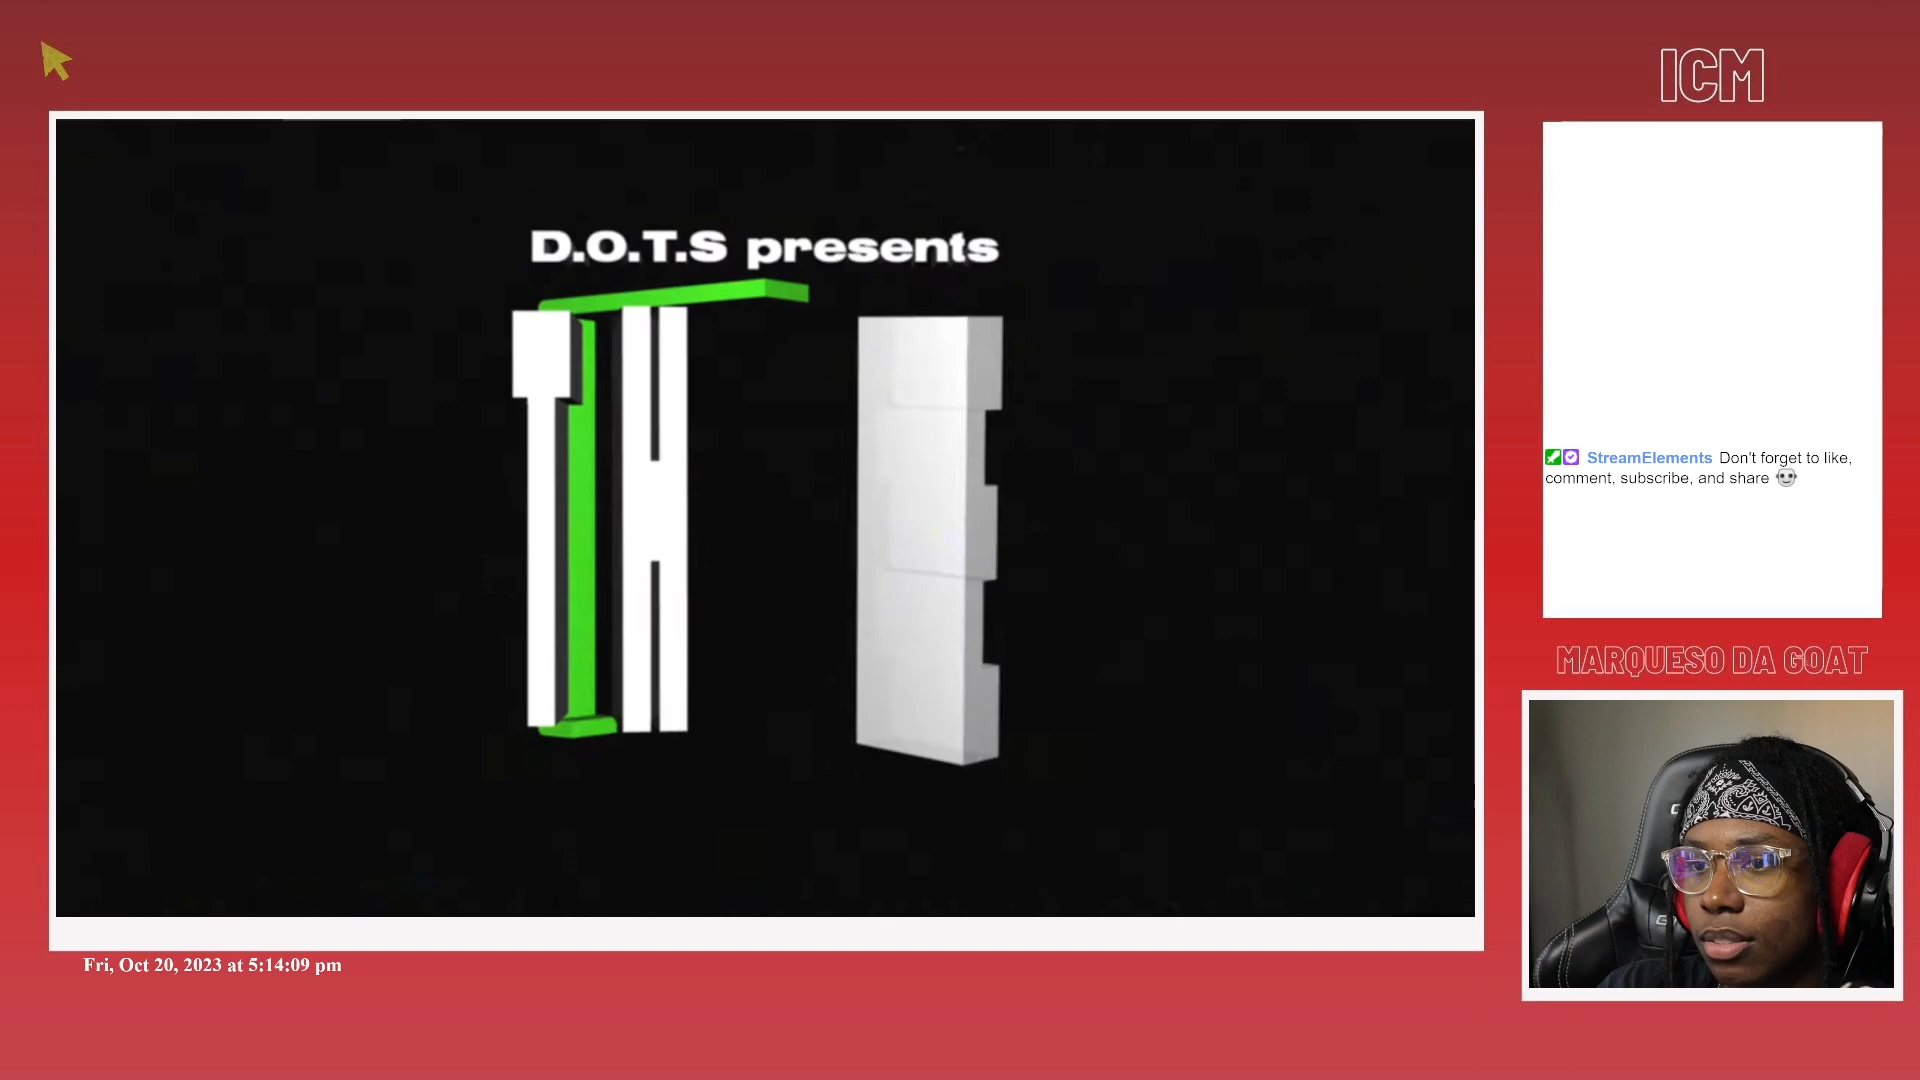 ICM
D.O.T.S presents
TH
StreamElements Don't forget to like,
comment, subscribe, and share
MARQUESO DA GOAT
Fri, Oct 20, 2023 at 5:14:09 pm